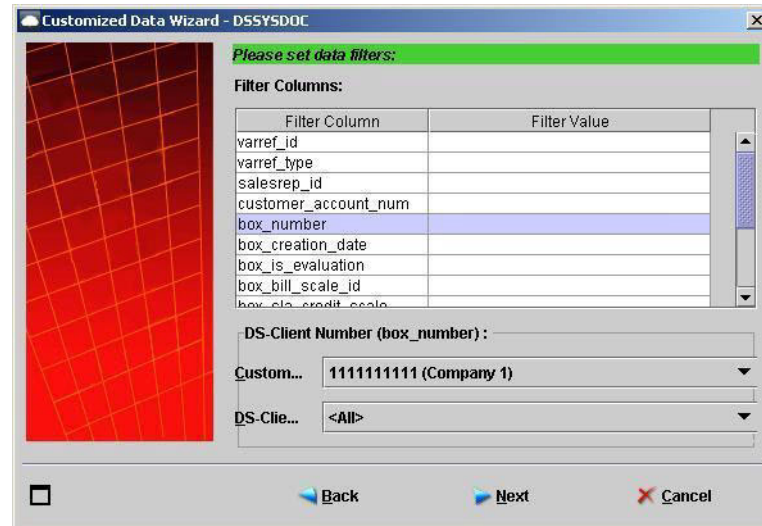 Customized Data Wizard - DSSYSDOC
Please set data filters:
Filter Columns:
Filter Column Filter Value
varref_id
varref_type
salesrep_id
customer_account_num
box_number
box_creation_date
box_is_evaluation
box_bill_scale_id
box_sla_credit_scale
DS-Client Number (box_number) :
Custom... 1111111111 (Company 1)
DS-Clie... <All>
Back Next Cancel